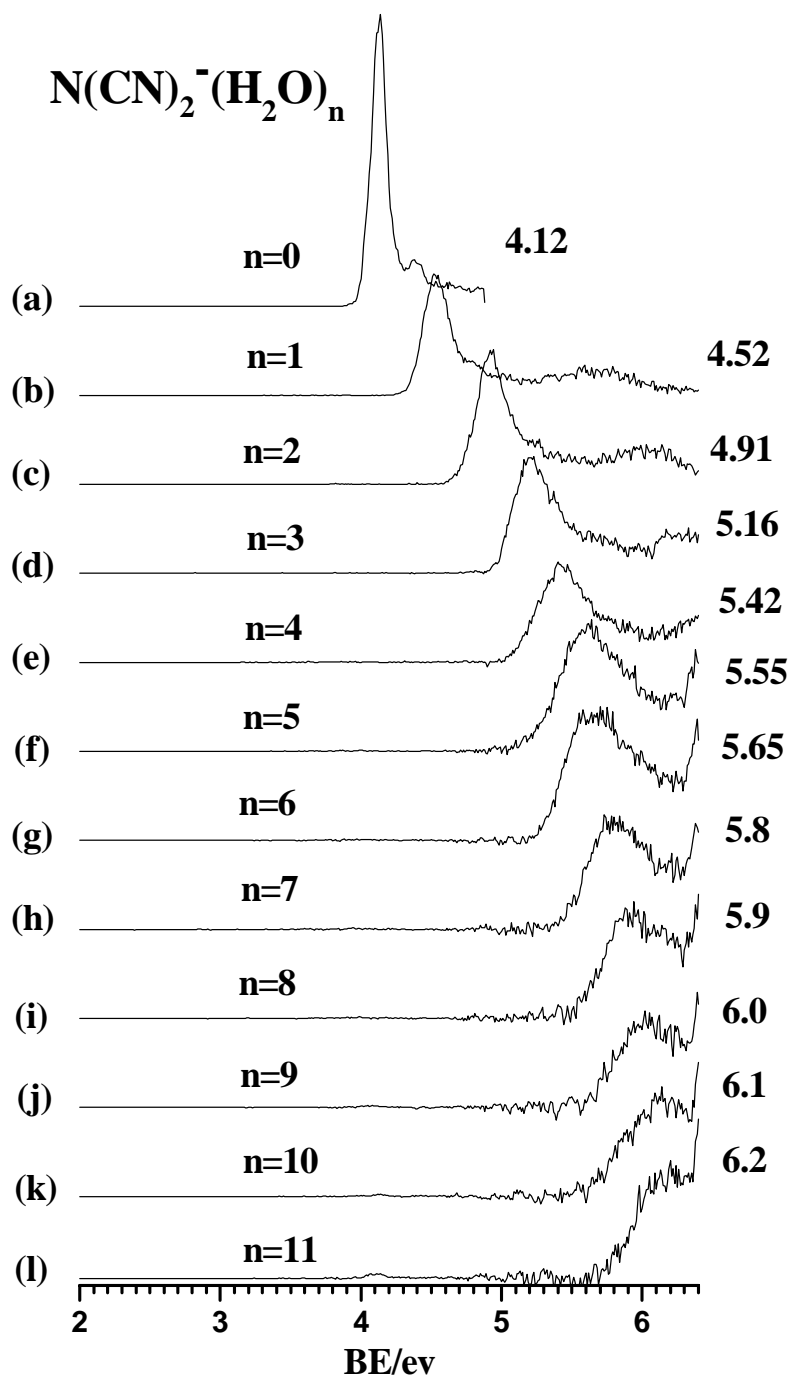 N(CN)₂⁻(H₂O)ₙ
(a) n=0 4.12
(b) n=1 4.52
(c) n=2 4.91
(d) n=3 5.16
(e) n=4 5.42
(f) n=5 5.55
(g) n=6 5.65
(h) n=7 5.8
(i) n=8 5.9
(j) n=9 6.0
(k) n=10 6.1
(l) n=11 6.2
2 3 4 5 6
BE/ev